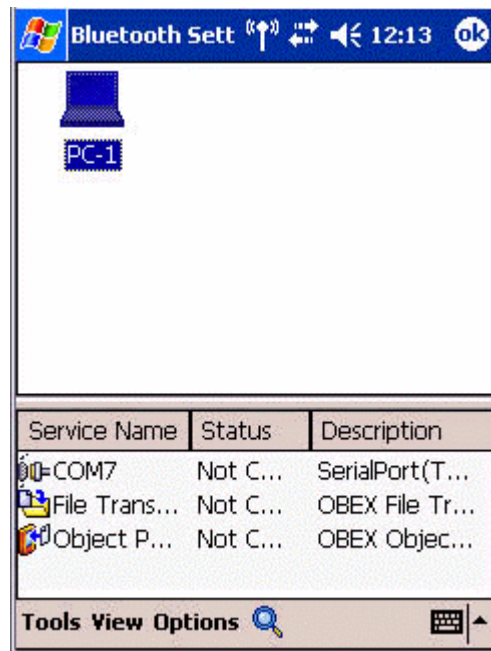 Bluetooth Sett 12:13 ok
PC-1
Service Name Status Description
COM7 Not C... SerialPort(T...
File Trans... Not C... OBEX File Tr...
Object P... Not C... OBEX Objec...
Tools View Options